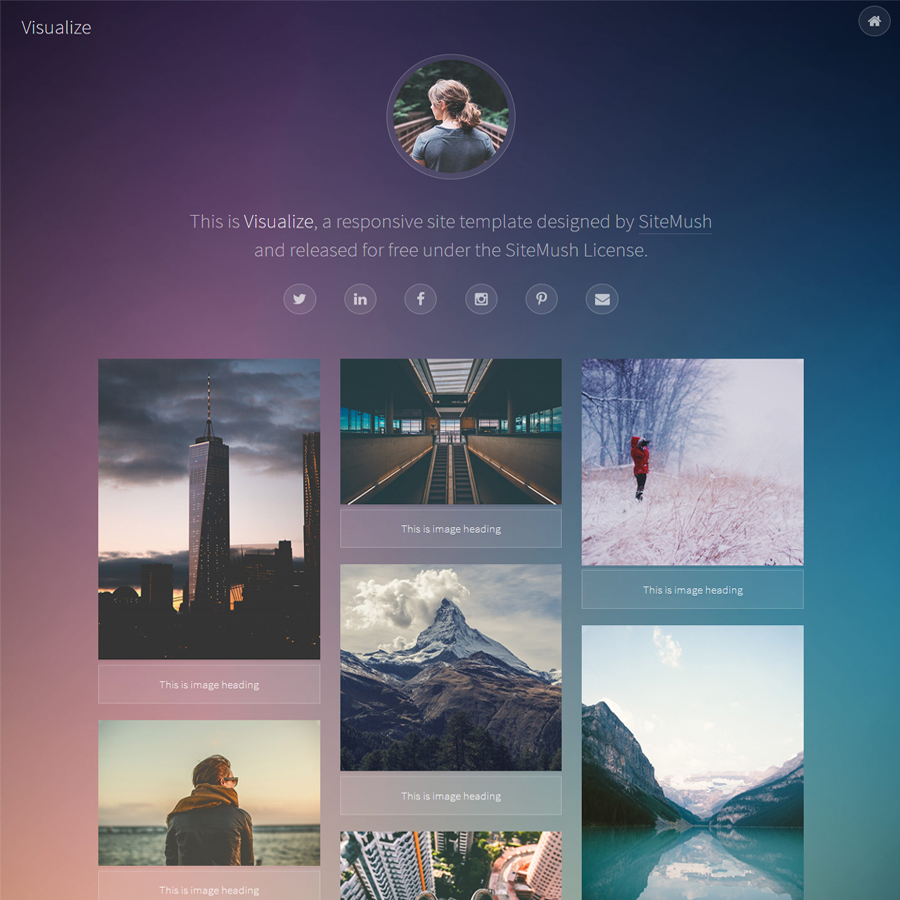 Visualize
This is Visualize, a responsive site template designed by SiteMush
and released for free under the SiteMush License.
This is image heading
This is image heading
This is image heading
This is image heading
This is image heading